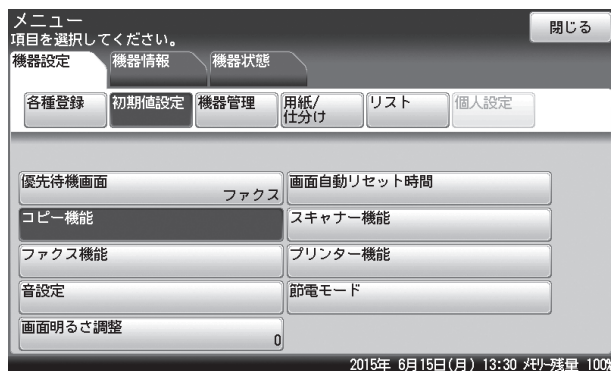 メニュー
項目を選択してください。
閉じる
機器設定 機器情報 機器状態
各種登録 初期値設定 機器管理 用紙/仕分け リスト 個人設定
優先待機画面 ファクス 画面自動リセット時間
コピー機能 スキャナー機能
ファクス機能 プリンター機能
音設定 節電モード
画面明るさ調整 0
2015年 6月15日(月) 13:30 メモリー残量 100%